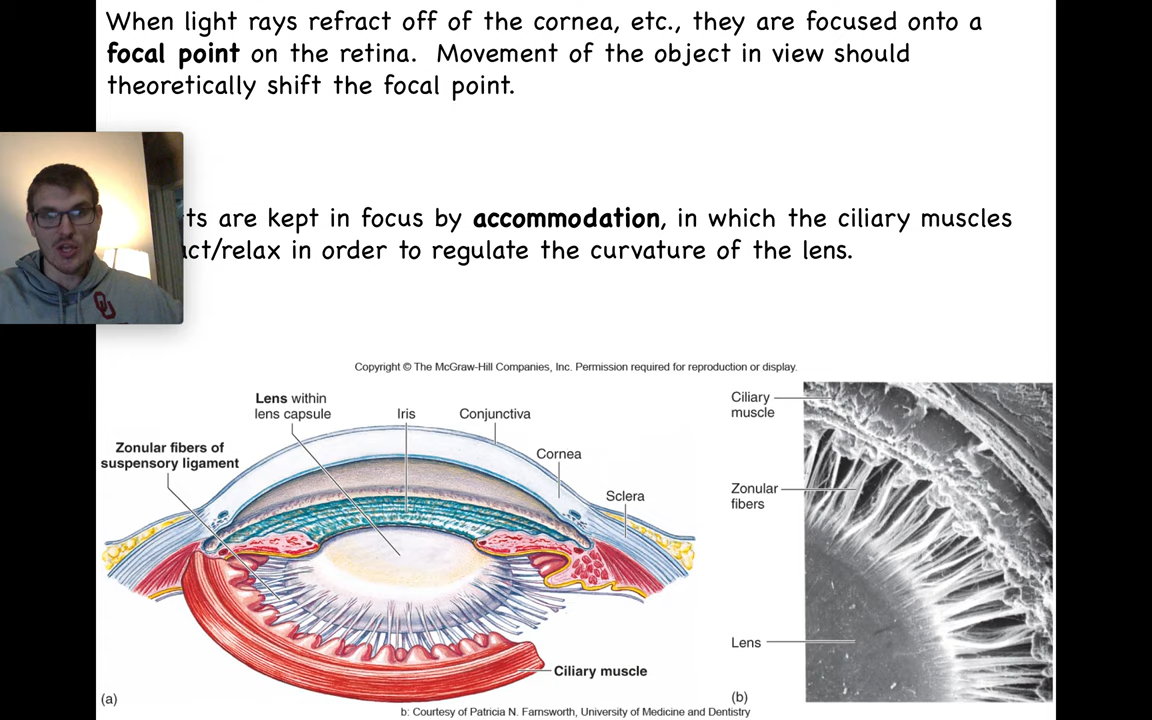 When light rays refract off of the cornea, etc., they are focused onto a
focal point on the retina. Movement of the object in view should
theoretically shift the focal point.
are kept in focus by accommodation, in which the ciliary muscles
relax in order to regulate the curvature of the lens.
OU
Copyright © The McGraw-Hill Companies, Inc. Permission required for reproduction or display.
Lens within
lens capsule
Iris
Conjunctiva
Zonular fibers of
suspensory ligament
Cornea
Sclera
Ciliary muscle
(a)
Ciliary
muscle
Zonular
fibers
Lens
(b)
b: Courtesy of Patricia N. Farnsworth, University of Medicine and Dentistry